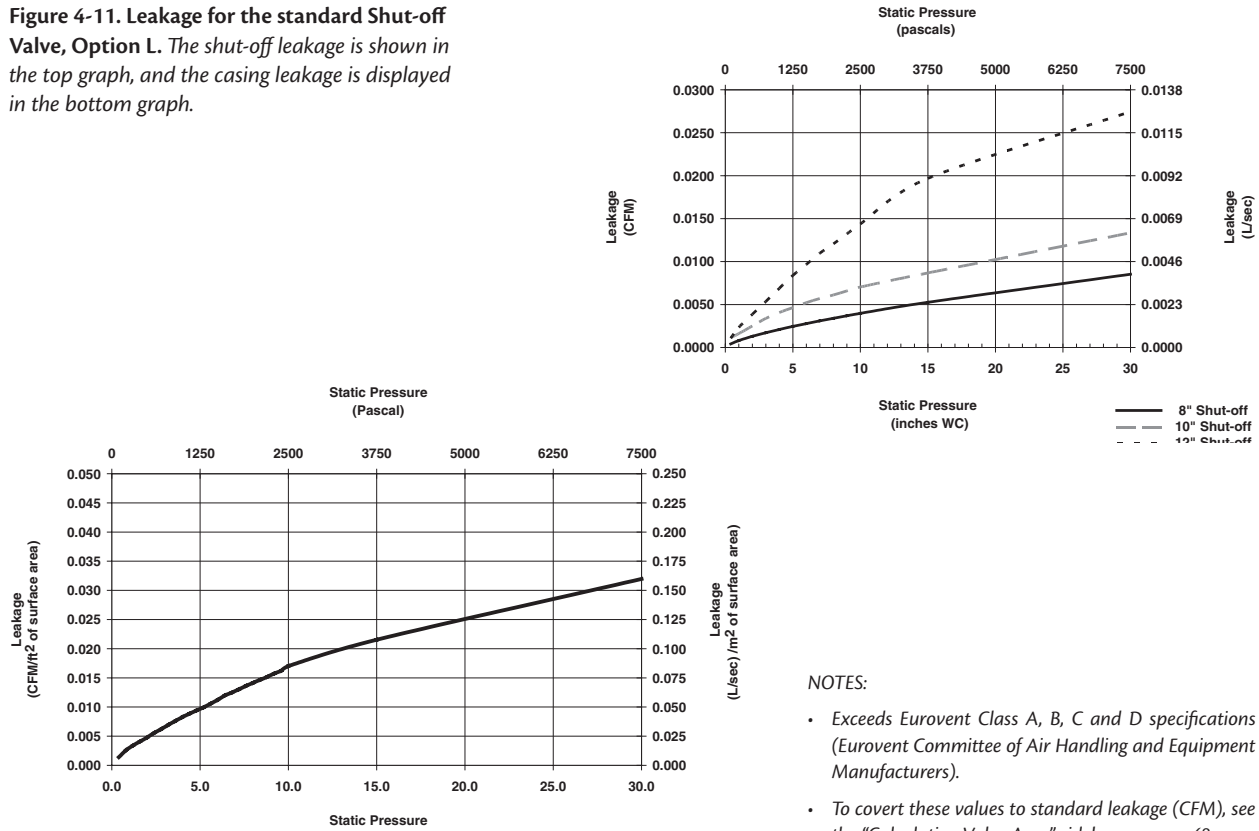 Figure 4-11. Leakage for the standard Shut-off
Valve, Option L. The shut-off leakage is shown in
the top graph, and the casing leakage is displayed
in the bottom graph.
Static Pressure
(pascals)
0 1250 2500 3750 5000 6250 7500
0.0300 0.0138
0.0250 0.0115
0.0200 0.0092
0.0150 0.0069
0.0100 0.0046
0.0050 0.0023
0.0000 0.0000
Leakage
(CFM)
Leakage
(L/sec)
0 5 10 15 20 25 30
Static Pressure
(inches WC)
8" Shut-off
10" Shut-off
12" Shut-off
Static Pressure
(Pascal)
0 1250 2500 3750 5000 6250 7500
0.050 0.250
0.045 0.225
0.040 0.200
0.035 0.175
0.030 0.150
0.025 0.125
0.020 0.100
0.015 0.075
0.010 0.050
0.005 0.025
0.000 0.000
Leakage
(CFM/ft² of surface area)
Leakage
(L/sec) /m² of surface area)
0.0 5.0 10.0 15.0 20.0 25.0 30.0
Static Pressure
NOTES:
• Exceeds Eurovent Class A, B, C and D specifications
(Eurovent Committee of Air Handling and Equipment
Manufacturers).
• To covert these values to standard leakage (CFM), see